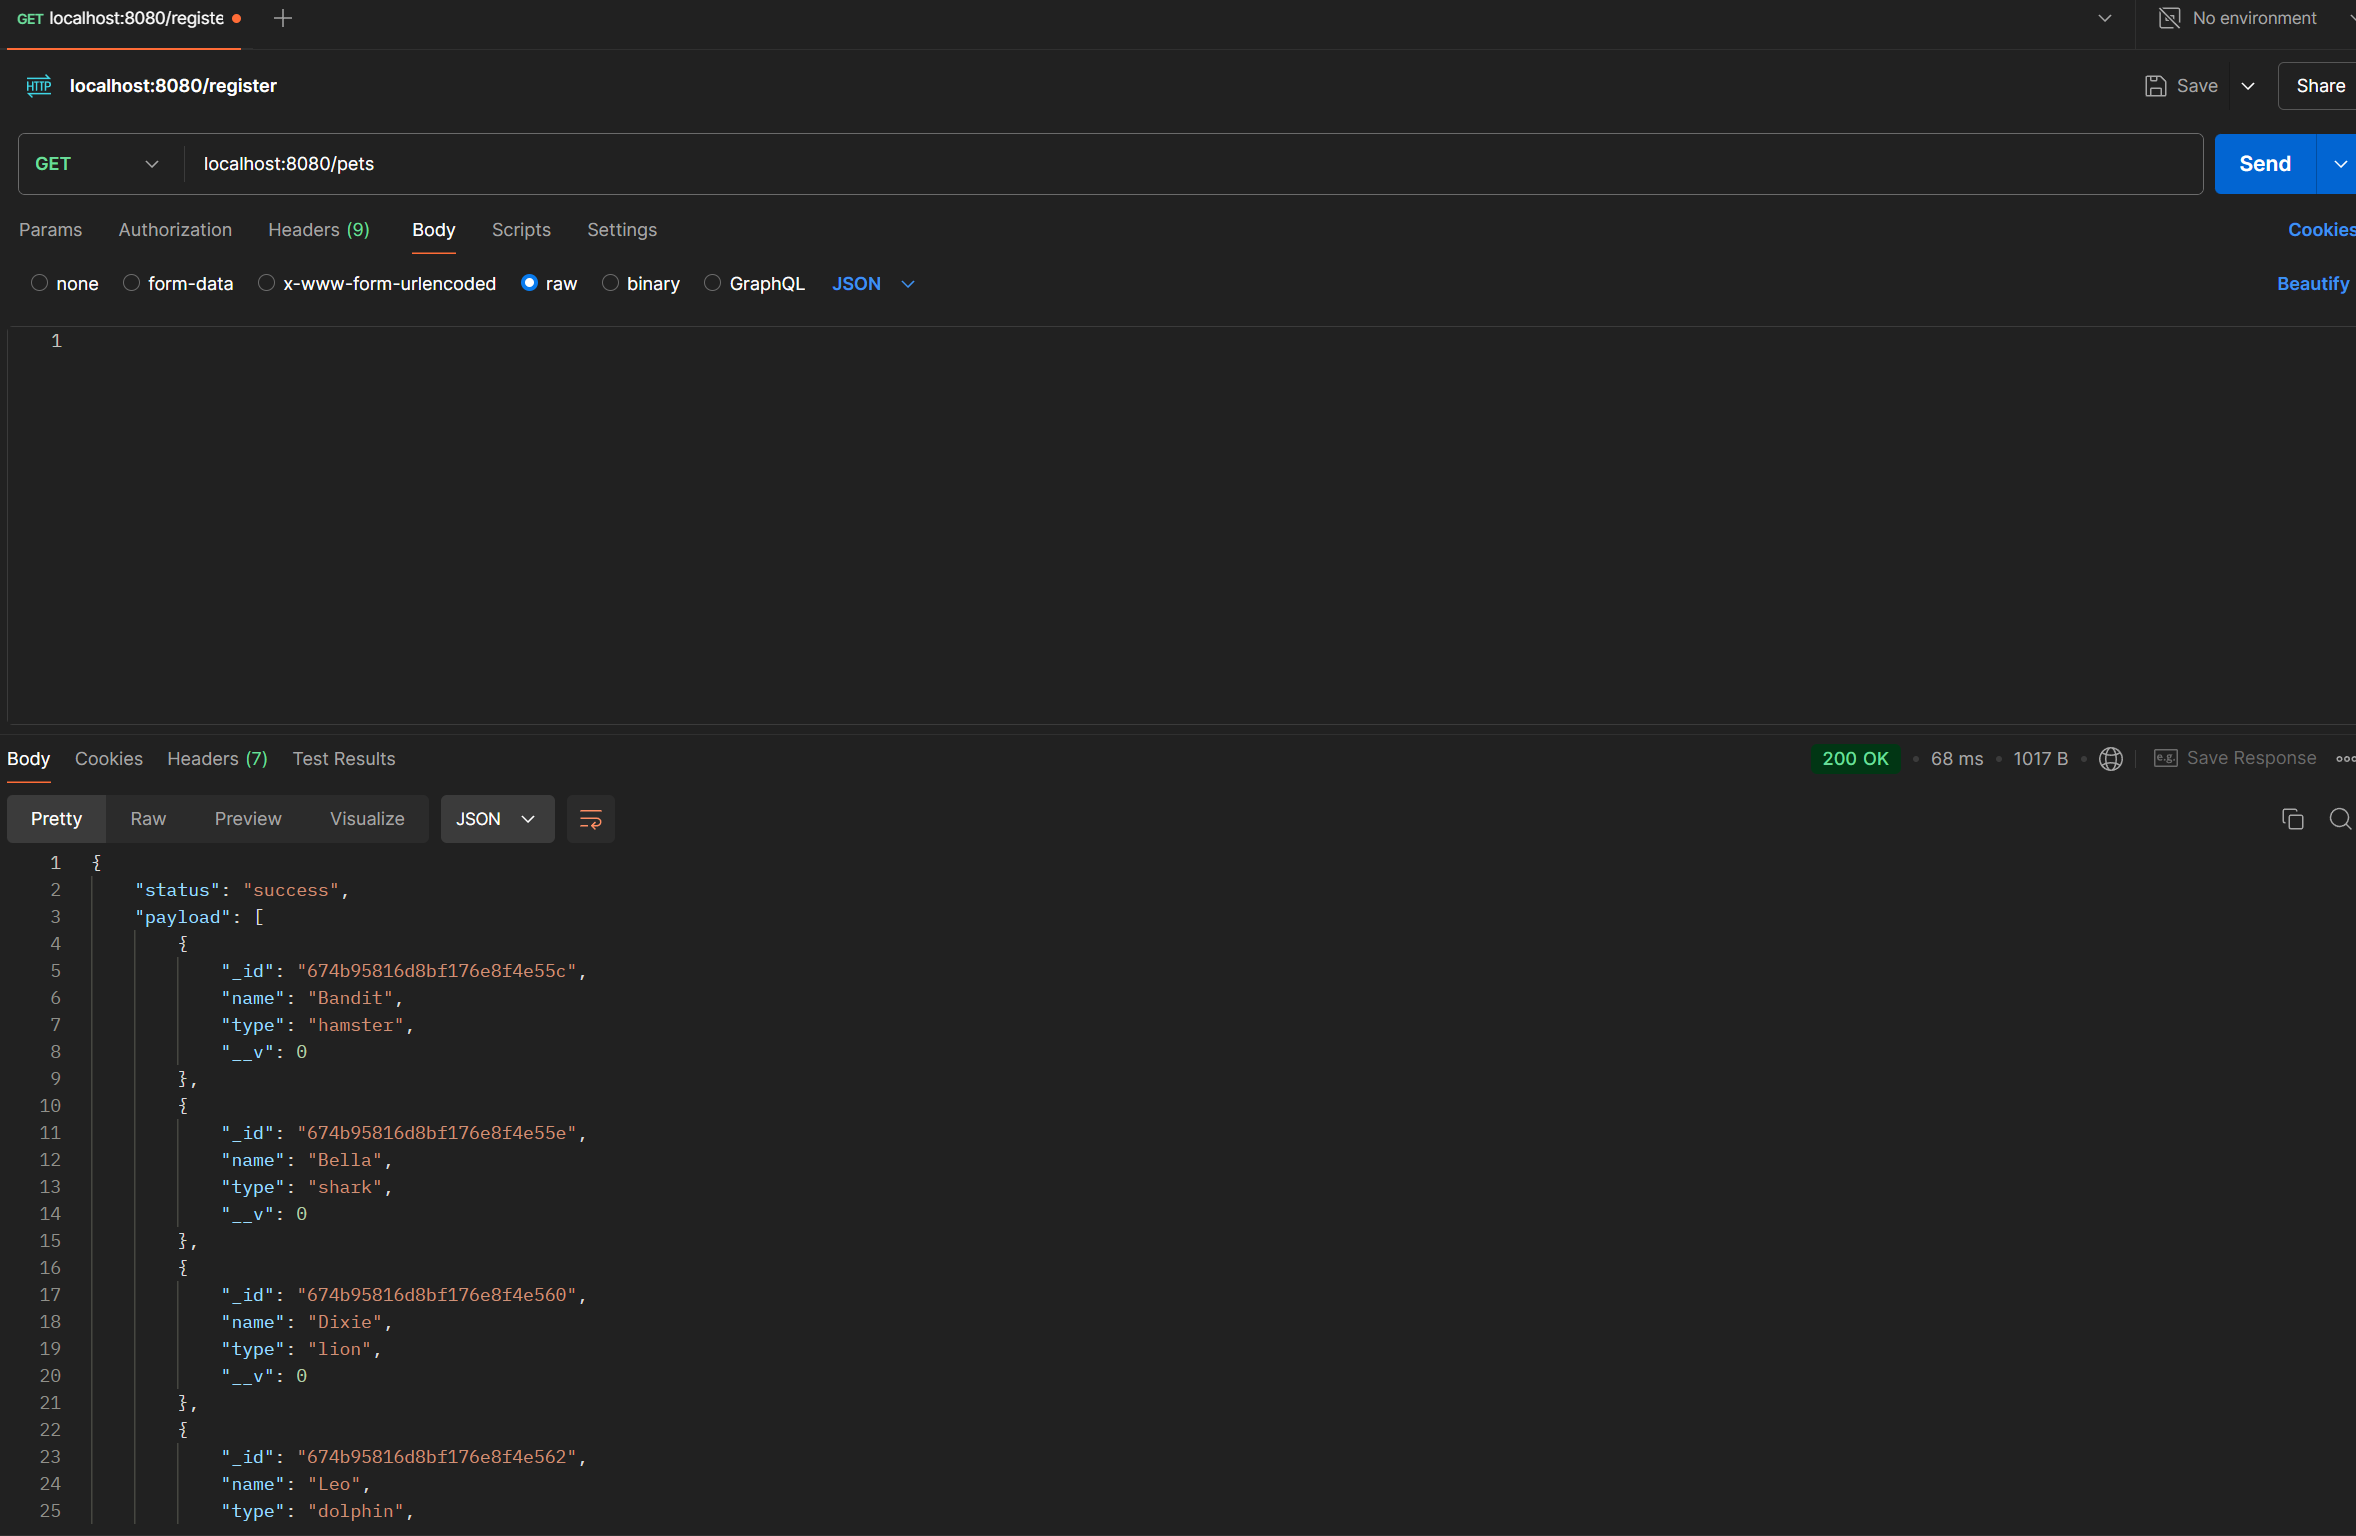 GET localhost:8080/registe
No environment
HTTP localhost:8080/register
Save
Share
GET localhost:8080/pets
Send
Params Authorization Headers (9) Body Scripts Settings
Cookies
none form-data x-www-form-urlencoded raw binary GraphQL JSON
Beautify
1
Body Cookies Headers (7) Test Results
200 OK 68 ms 1017 B e.g. Save Response
Pretty Raw Preview Visualize JSON
1 {
2 "status": "success",
3 "payload": [
4 {
5 "_id": "674b95816d8bf176e8f4e55c",
6 "name": "Bandit",
7 "type": "hamster",
8 "__v": 0
9 },
10 {
11 "_id": "674b95816d8bf176e8f4e55e",
12 "name": "Bella",
13 "type": "shark",
14 "__v": 0
15 },
16 {
17 "_id": "674b95816d8bf176e8f4e560",
18 "name": "Dixie",
19 "type": "lion",
20 "__v": 0
21 },
22 {
23 "_id": "674b95816d8bf176e8f4e562",
24 "name": "Leo",
25 "type": "dolphin",